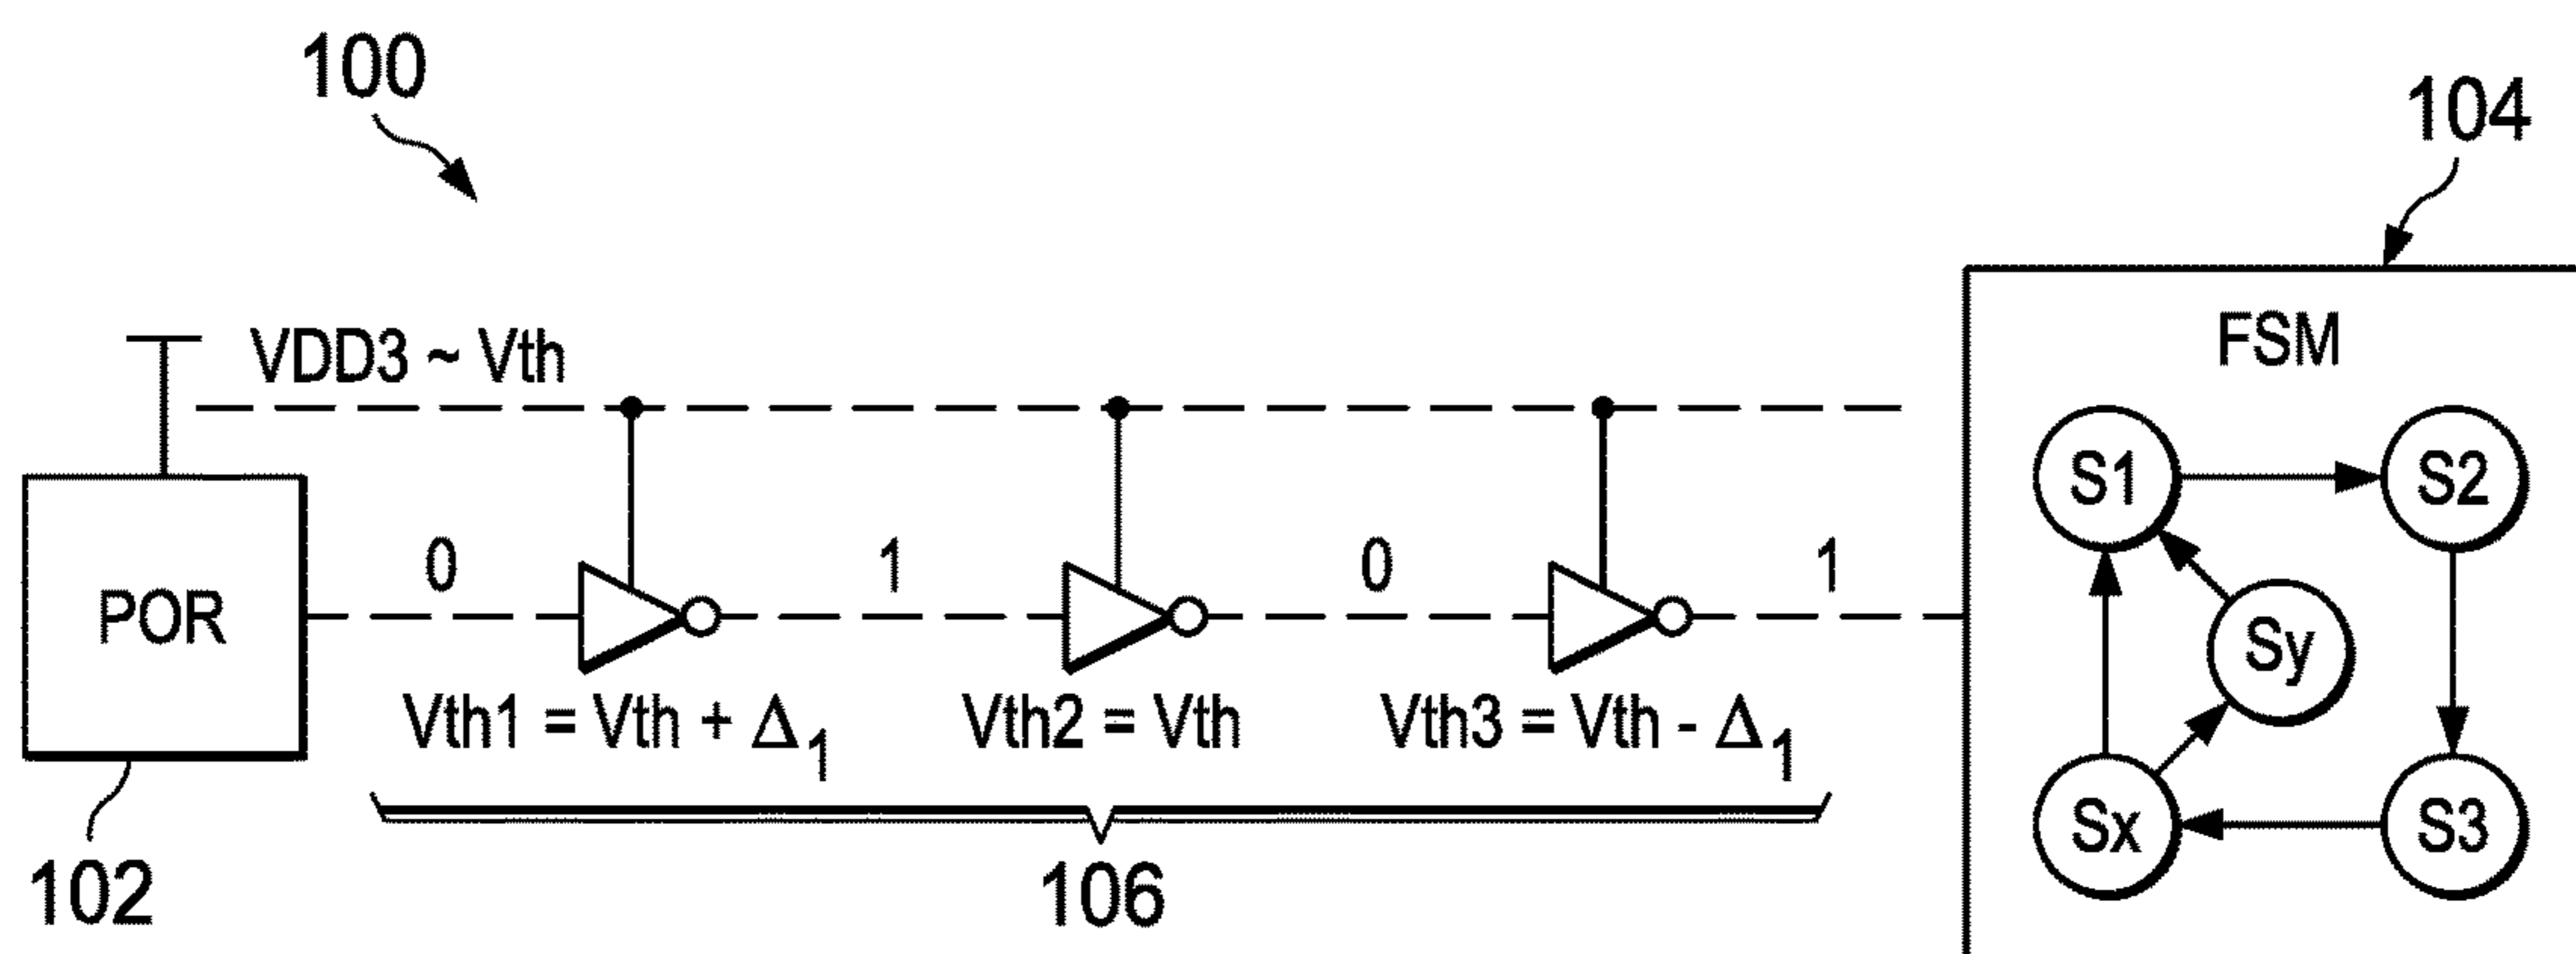 100
104
VDD3 ~ Vth
FSM
S1 S2
0 1 0 1
POR
Sy
Vth1 = Vth + Δ1 Vth2 = Vth Vth3 = Vth - Δ1
Sx S3
102
106